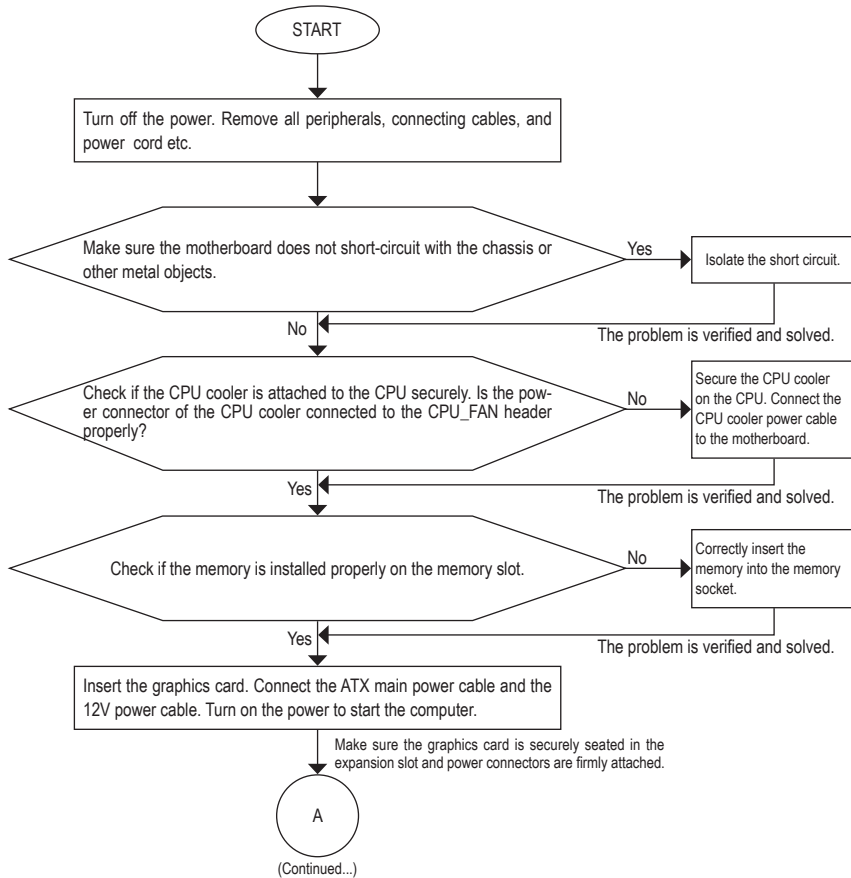 START
Turn off the power. Remove all peripherals, connecting cables, and
power cord etc.
Make sure the motherboard does not short-circuit with the chassis or
other metal objects.
Yes
Isolate the short circuit.
No
The problem is verified and solved.
Check if the CPU cooler is attached to the CPU securely. Is the pow-
er connector of the CPU cooler connected to the CPU_FAN header
properly?
No
Secure the CPU cooler
on the CPU. Connect the
CPU cooler power cable
to the motherboard.
Yes
The problem is verified and solved.
Check if the memory is installed properly on the memory slot.
No
Correctly insert the
memory into the memory
socket.
Yes
The problem is verified and solved.
Insert the graphics card. Connect the ATX main power cable and the
12V power cable. Turn on the power to start the computer.
Make sure the graphics card is securely seated in the
expansion slot and power connectors are firmly attached.
A
(Continued...)